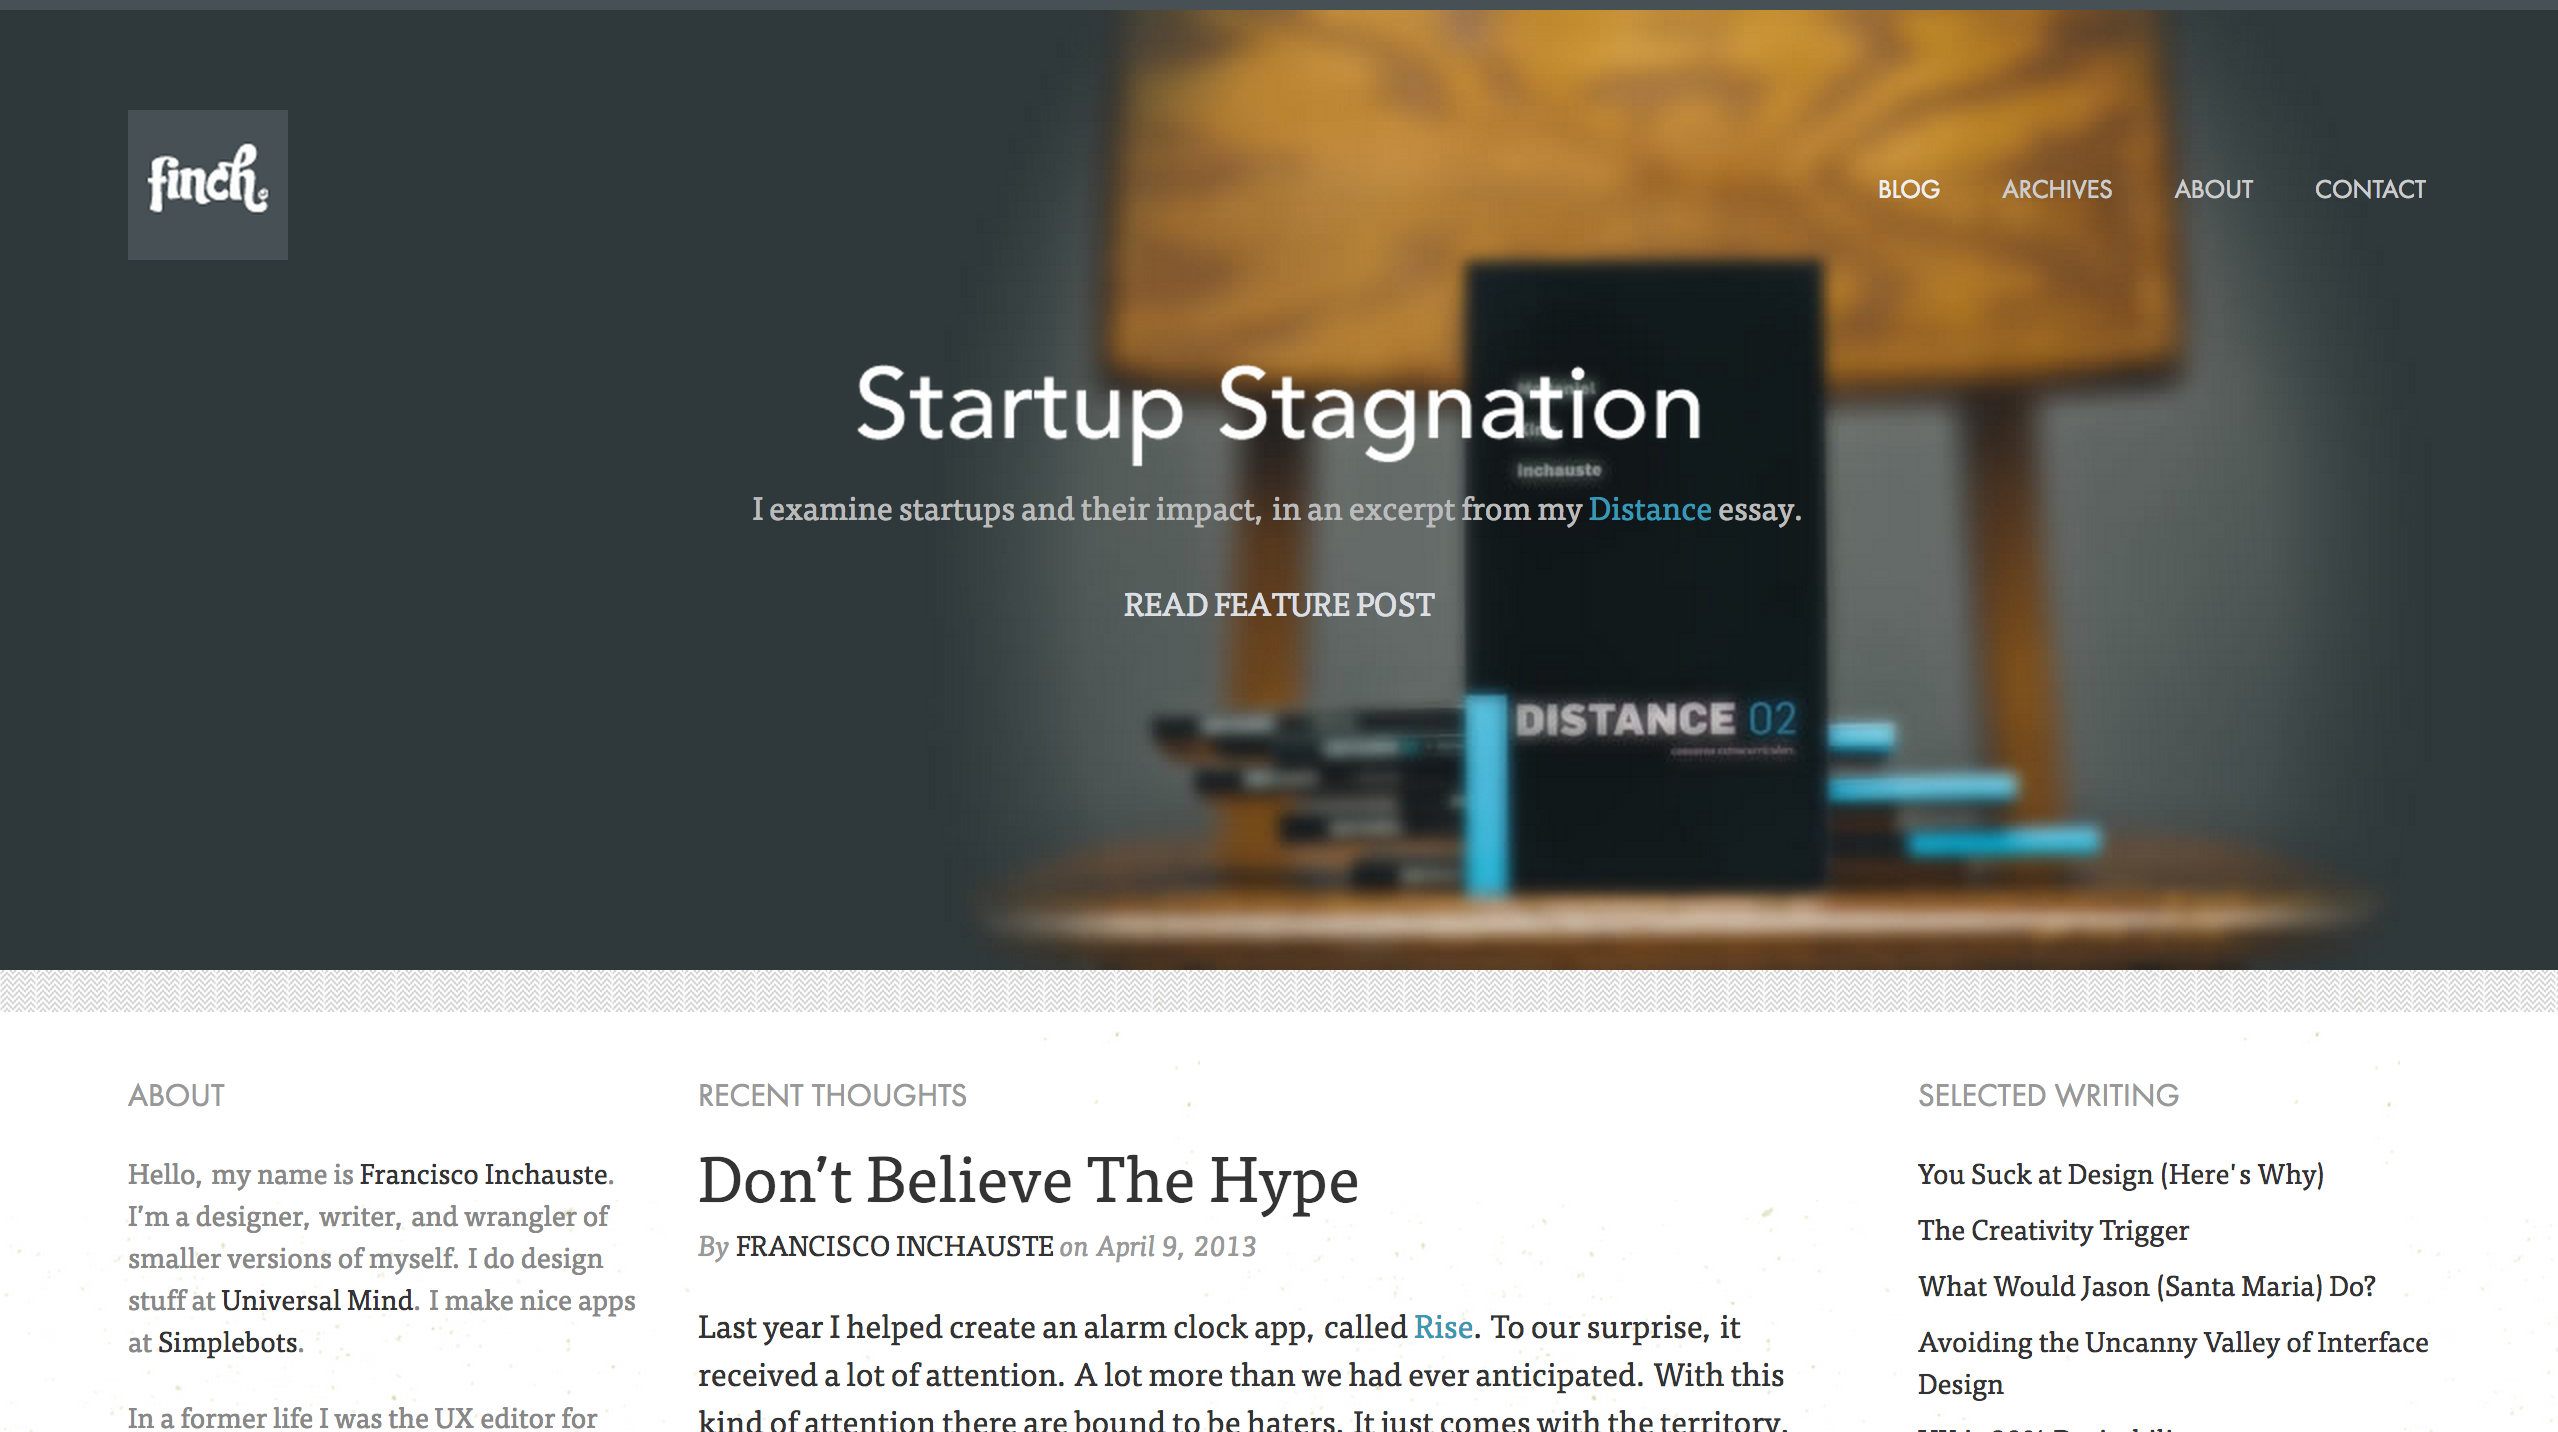 finch.
BLOG ARCHIVES ABOUT CONTACT
Startup Stagnation
Inchauste
I examine startups and their impact, in an excerpt from my Distance essay.
READ FEATURE POST
DISTANCE 02
ABOUT
Hello, my name is Francisco Inchauste.
I’m a designer, writer, and wrangler of
smaller versions of myself. I do design
stuff at Universal Mind. I make nice apps
at Simplebots.
In a former life I was the UX editor for
RECENT THOUGHTS
Don’t Believe The Hype
By FRANCISCO INCHAUSTE on April 9, 2013
Last year I helped create an alarm clock app, called Rise. To our surprise, it
received a lot of attention. A lot more than we had ever anticipated. With this
kind of attention there are bound to be haters. It just comes with the territory.
SELECTED WRITING
You Suck at Design (Here's Why)
The Creativity Trigger
What Would Jason (Santa Maria) Do?
Avoiding the Uncanny Valley of Interface
Design